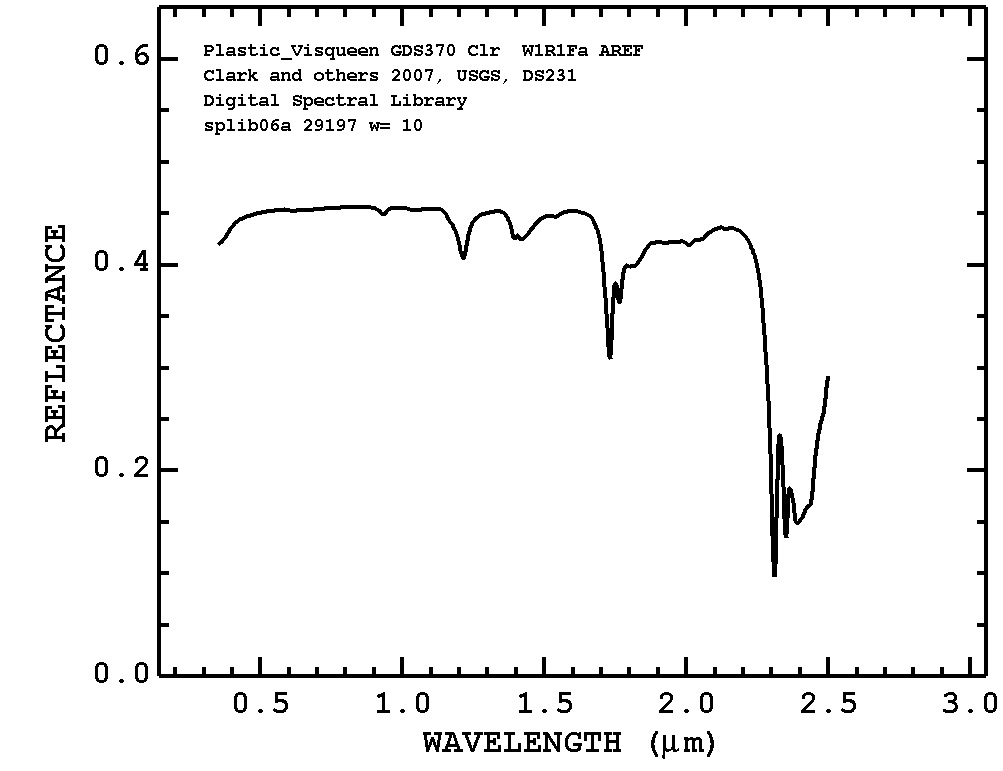 Plastic_Visqueen GDS370 Clr  W1R1Fa AREF
Clark and others 2007, USGS, DS231
Digital Spectral Library
splib06a 29197 w= 10
0.6
0.4
0.2
0.0
REFLECTANCE
0.5 1.0 1.5 2.0 2.5 3.0
WAVELENGTH (μm)